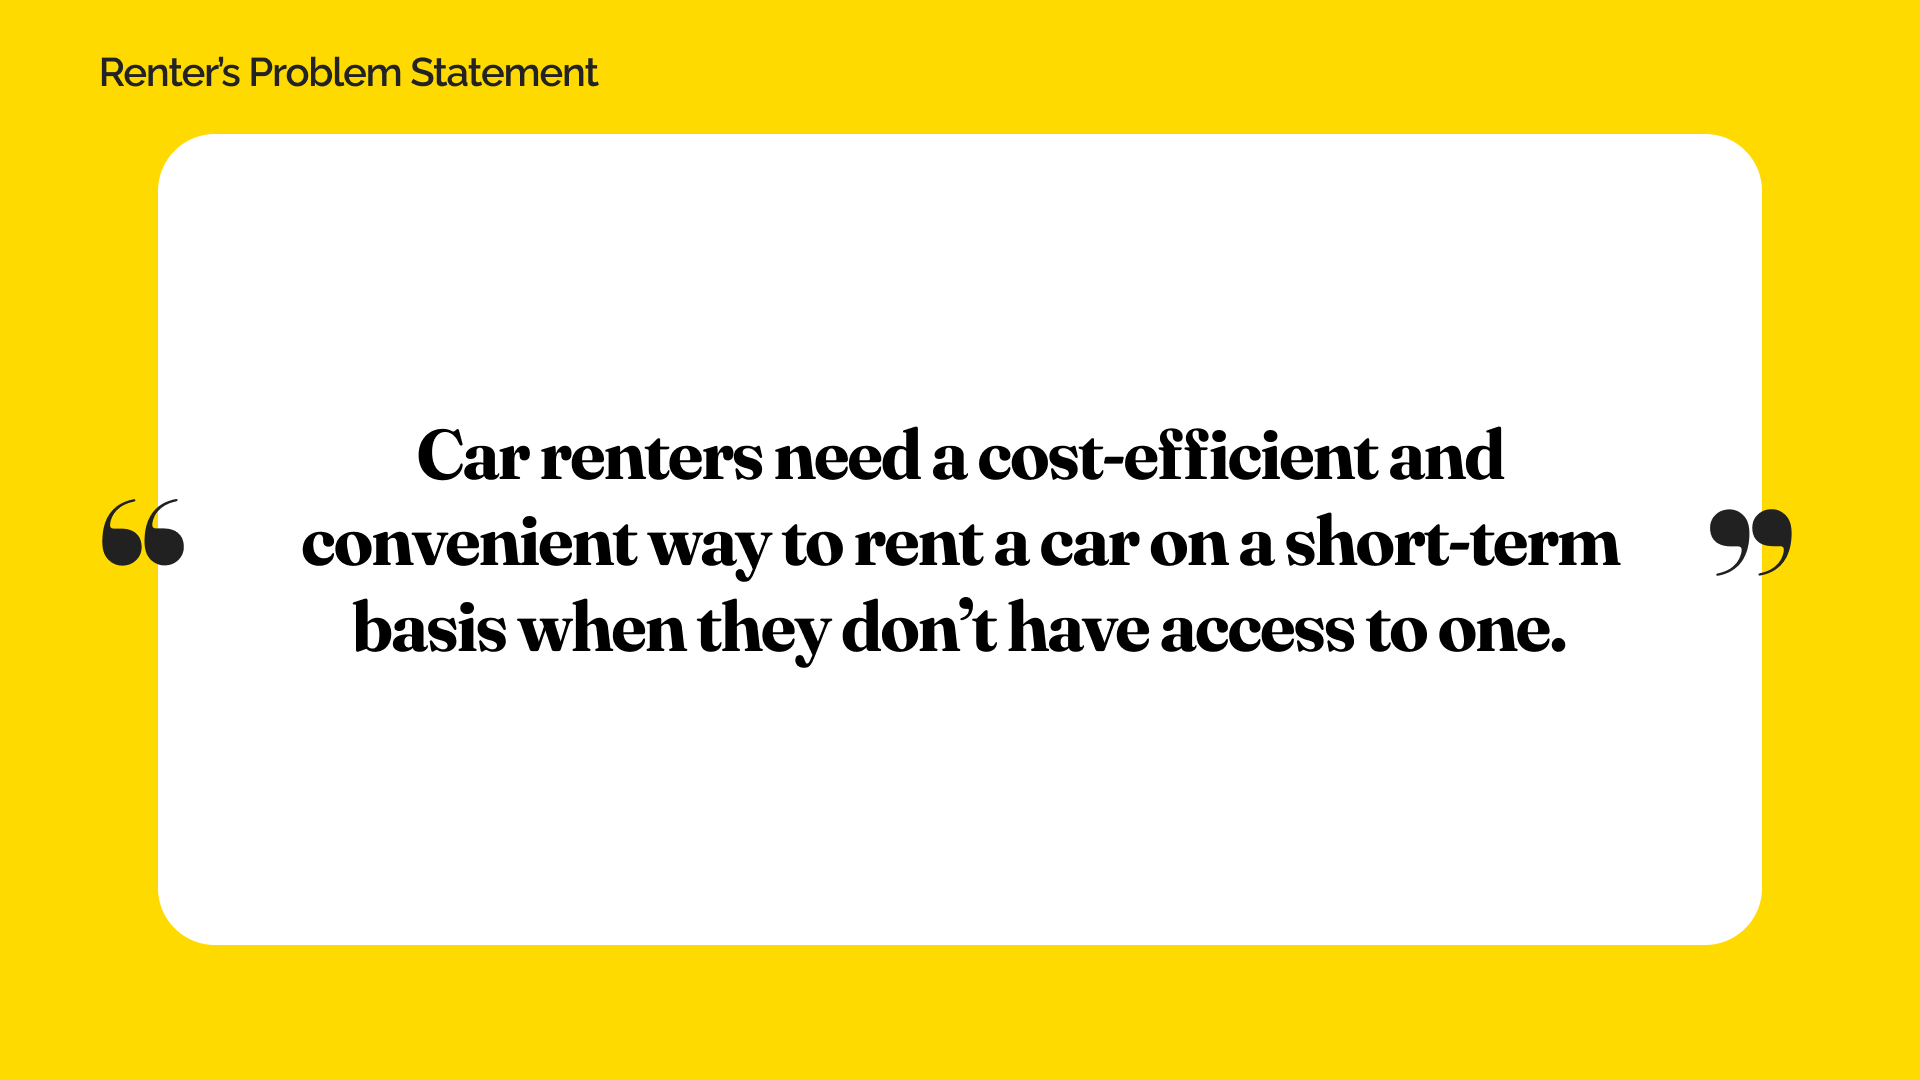 Renter’s Problem Statement
Car renters need a cost-efficient and
“ convenient way to rent a car on a short-term ”
basis when they don’t have access to one.